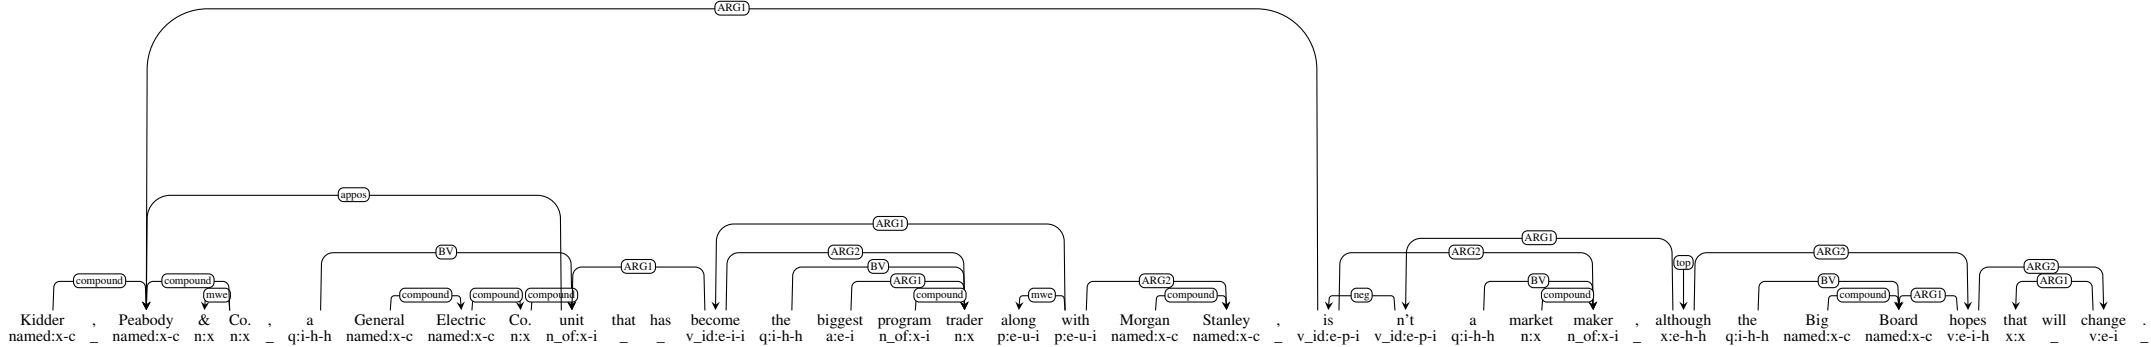 ARG1
appos
ARG1
ARG1
BV ARG2 ARG2 ARG2
ARG1 BV top ARG2
compound compound ARG1 ARG2 BV BV ARG1
mwe compound compound compound compound mwe compound neg compound compound ARG1
Kidder , Peabody & Co. , a General Electric Co. unit that has become the biggest program trader along with Morgan Stanley , is n't a market maker , although the Big Board hopes that will change .
named:x-c _ named:x-c n:x n:x _ q:i-h-h named:x-c named:x-c n:x n_of:x-i _ _ v_id:e-i-i q:i-h-h a:e-i n_of:x-i n:x p:e-u-i p:e-u-i named:x-c named:x-c _ v_id:e-p-i v_id:e-p-i q:i-h-h n:x n_of:x-i _ x:e-h-h q:i-h-h named:x-c named:x-c v:e-i-h x:x _ v:e-i _